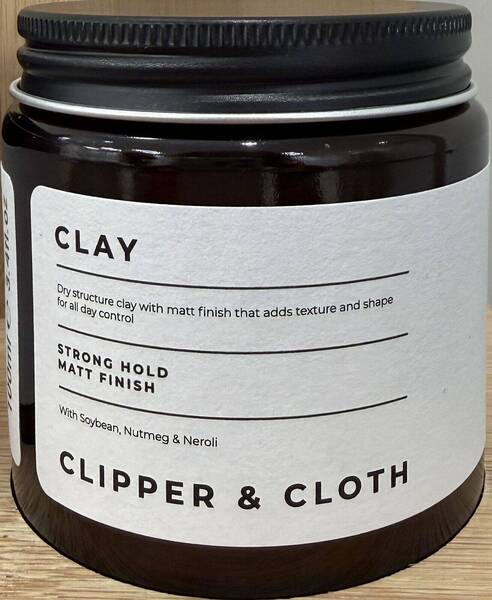 CLAY
Dry structure clay with matt finish that adds texture and shape
for all day control
STRONG HOLD
MATT FINISH
With Soybean, Nutmeg & Neroli
CLIPPER & CLOTH
100ml